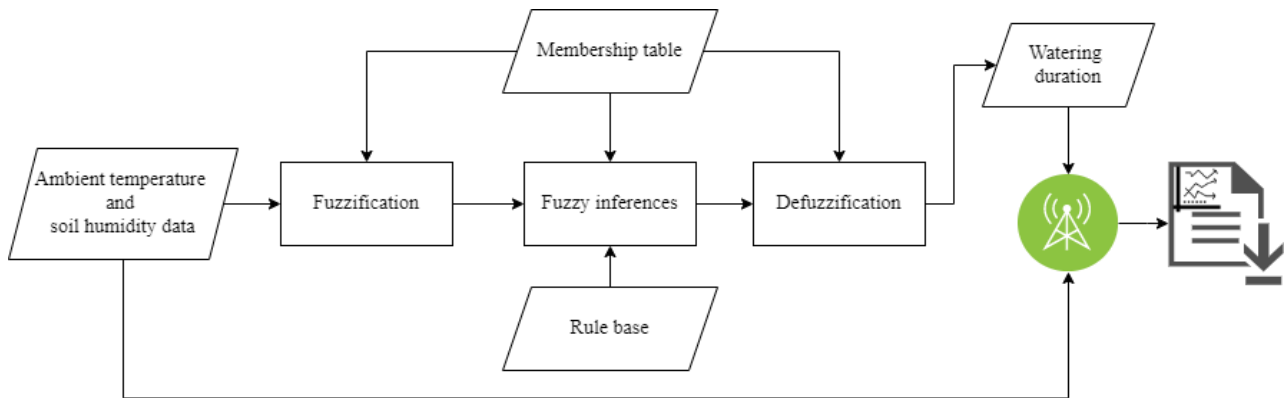 Membership table
Watering
duration
Ambient temperature
and
soil humidity data
Fuzzification
Fuzzy inferences
Defuzzification
Rule base